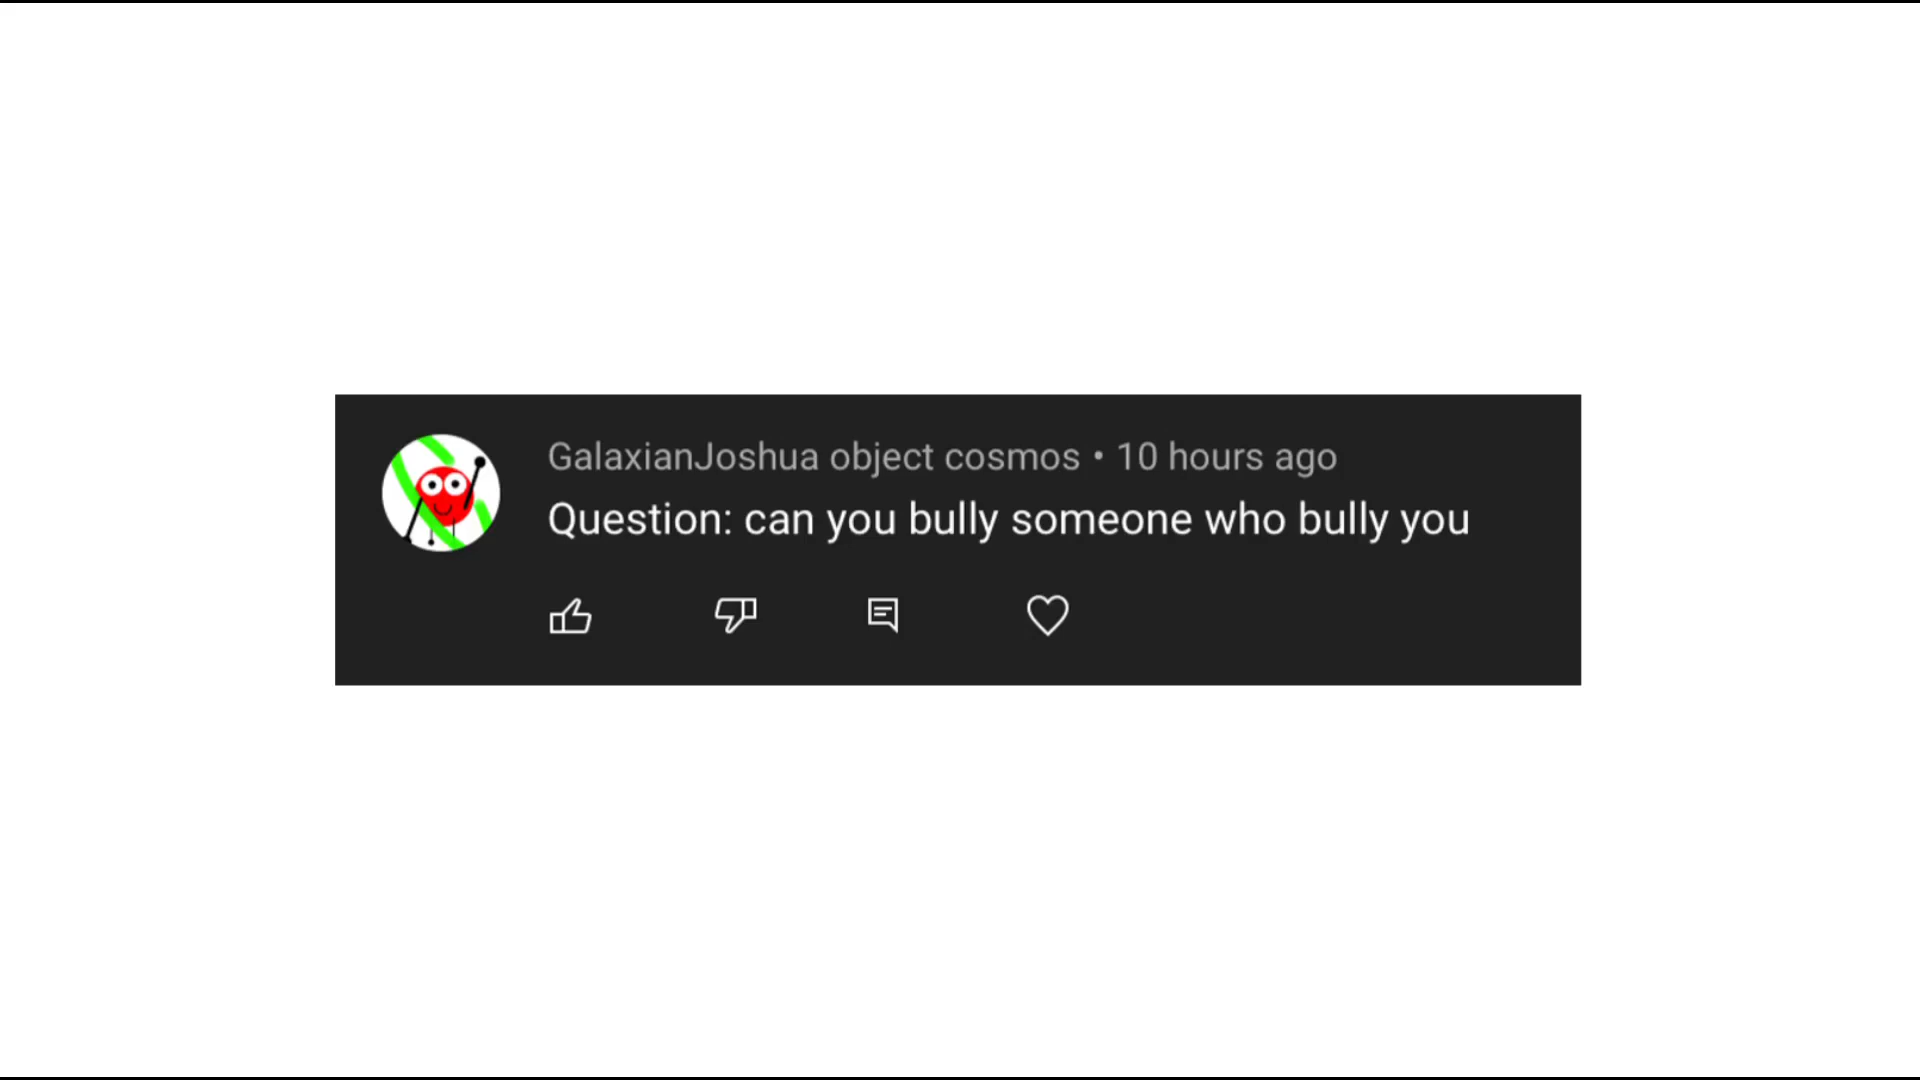 GalaxianJoshua object cosmos • 10 hours ago
Question: can you bully someone who bully you